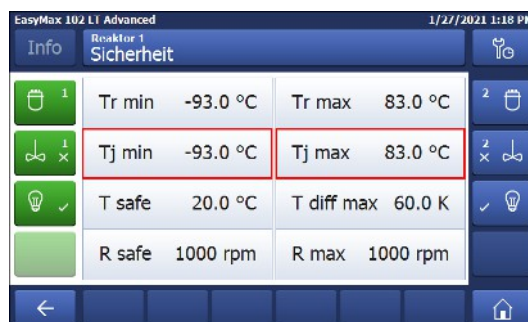 EasyMax 102 LT Advanced 1/27/2021 1:18 PM
Info Reaktor 1
Sicherheit
1 Tr min -93.0 °C Tr max 83.0 °C 2
1 Tj min -93.0 °C Tj max 83.0 °C 2
T safe 20.0 °C T diff max 60.0 K
R safe 1000 rpm R max 1000 rpm